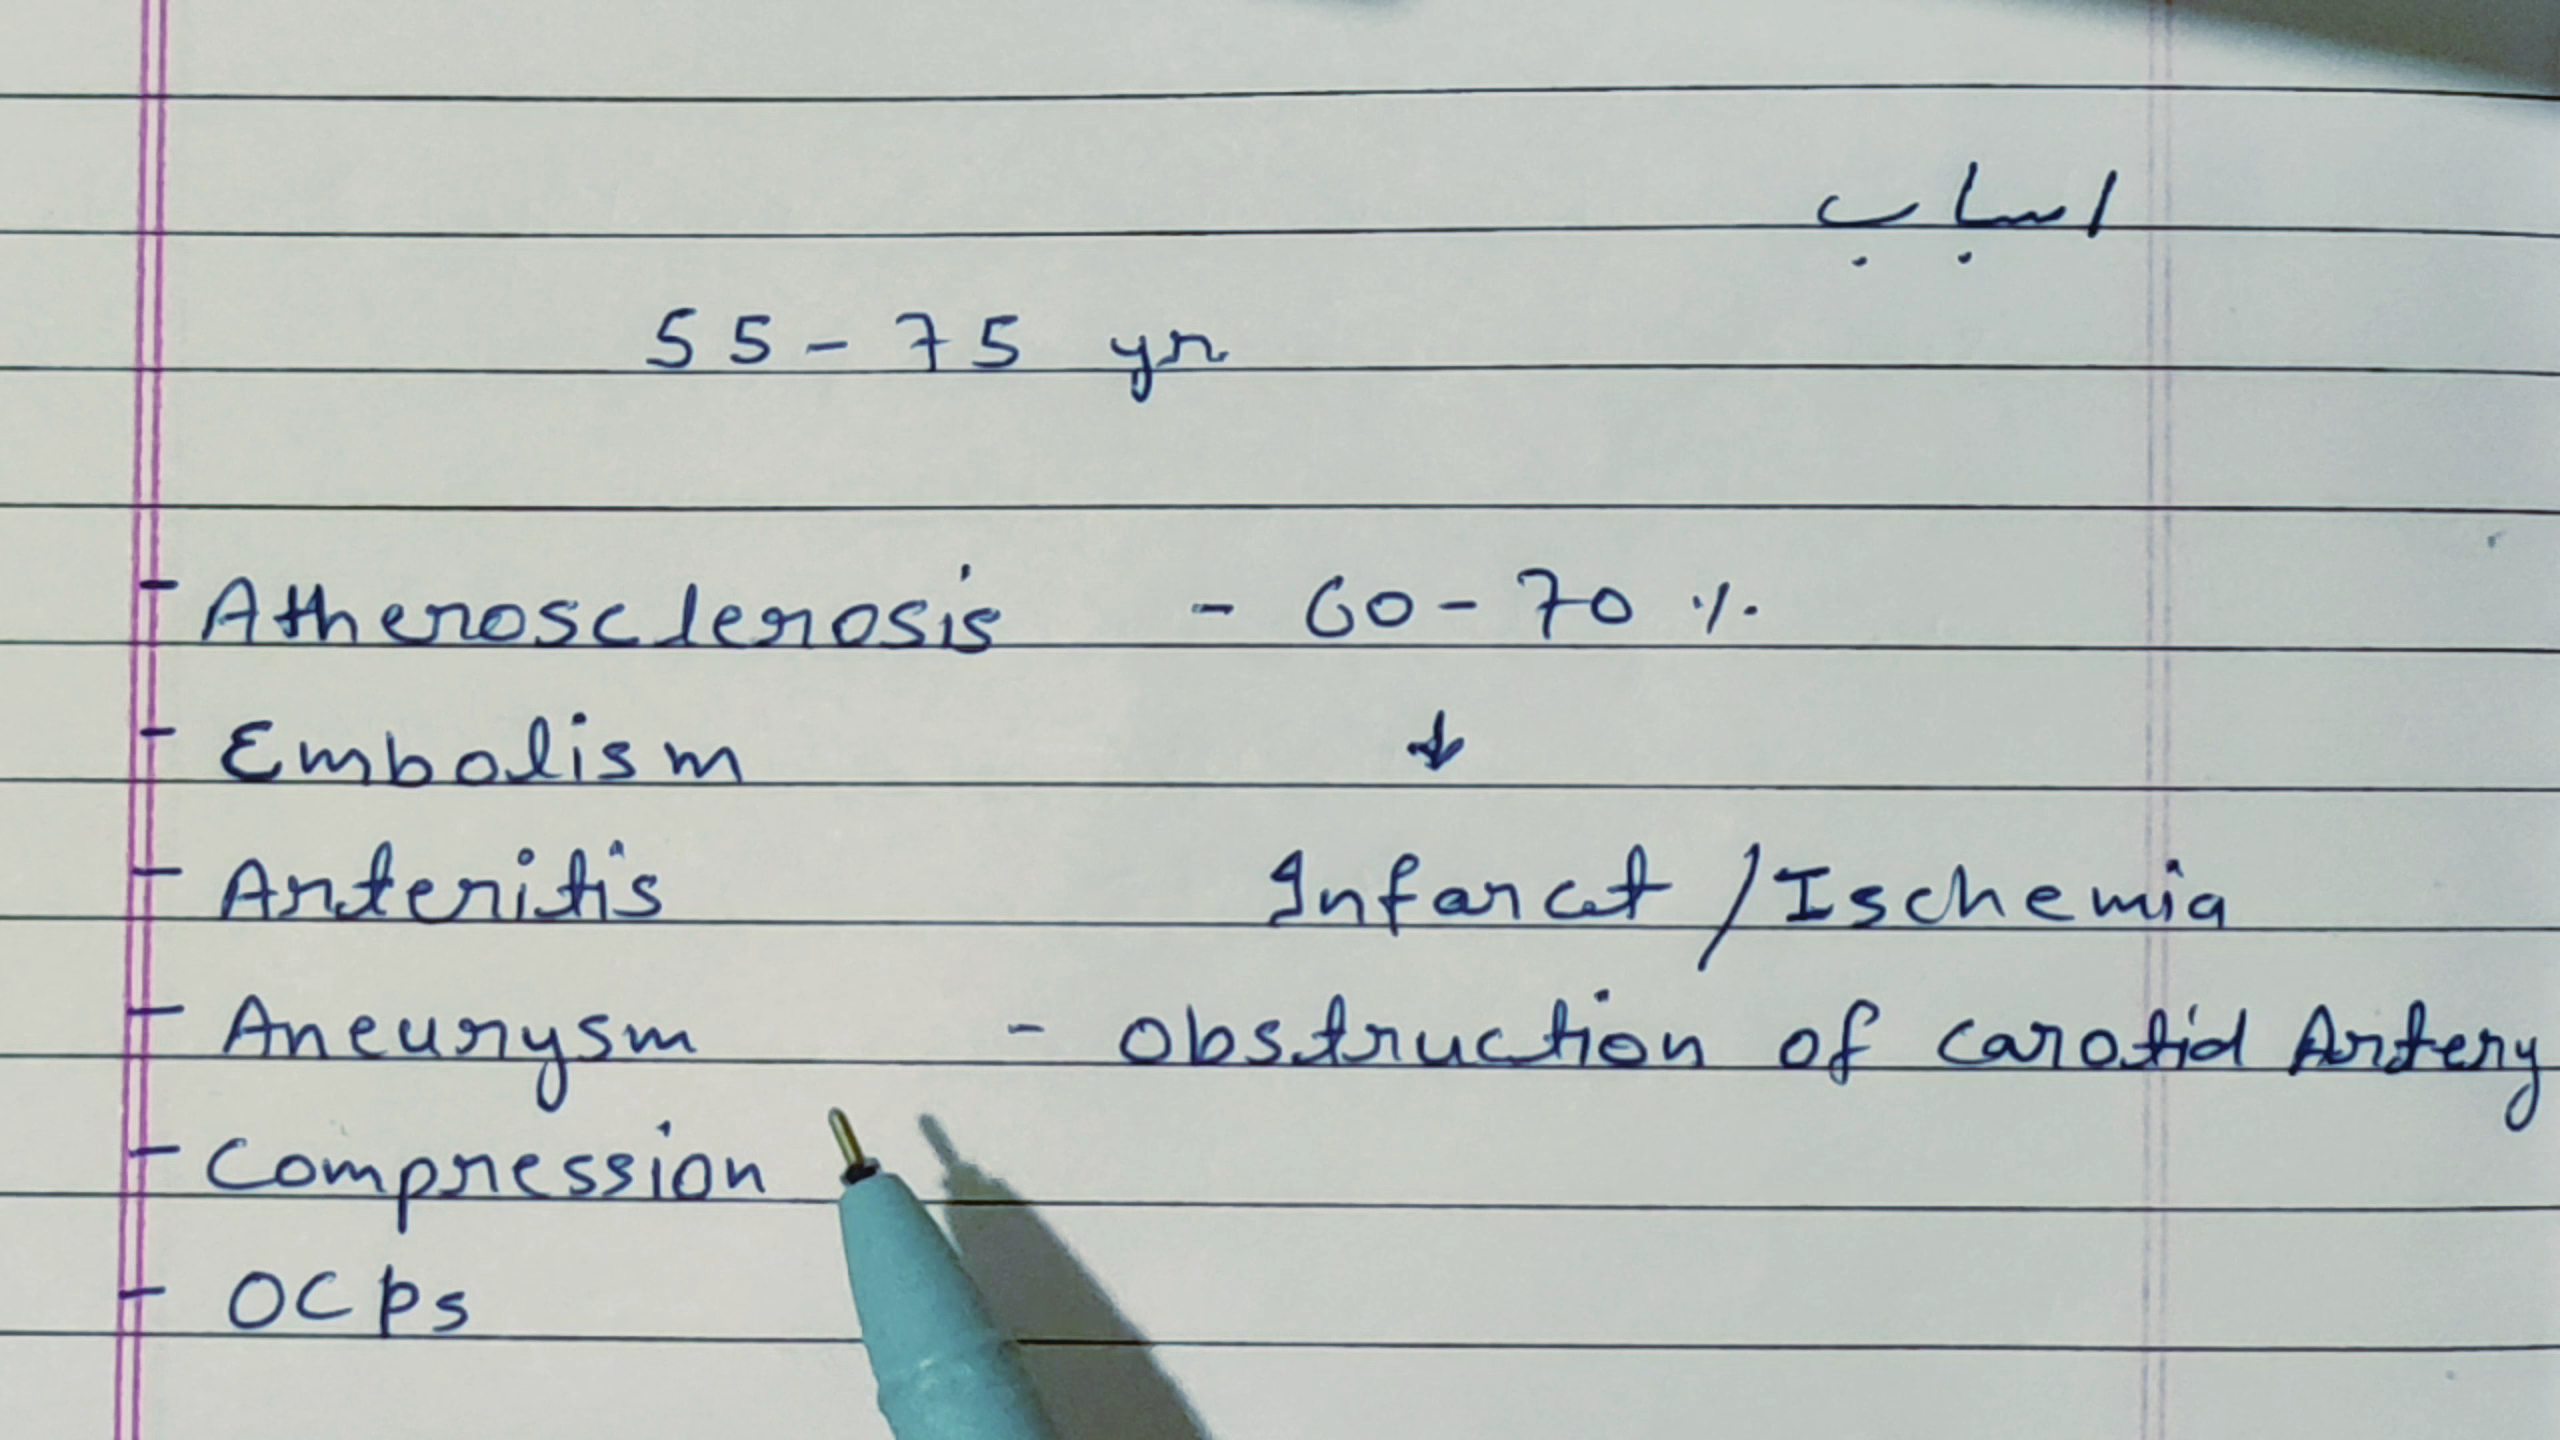 اسباب
55 - 75 yr
- Atherosclerosis - 60 - 70 %
- Embolism ↓
- Arteritis Infarct / Ischemia
- Aneurysm - Obstruction of carotid Artery
- Compression
- OCPs